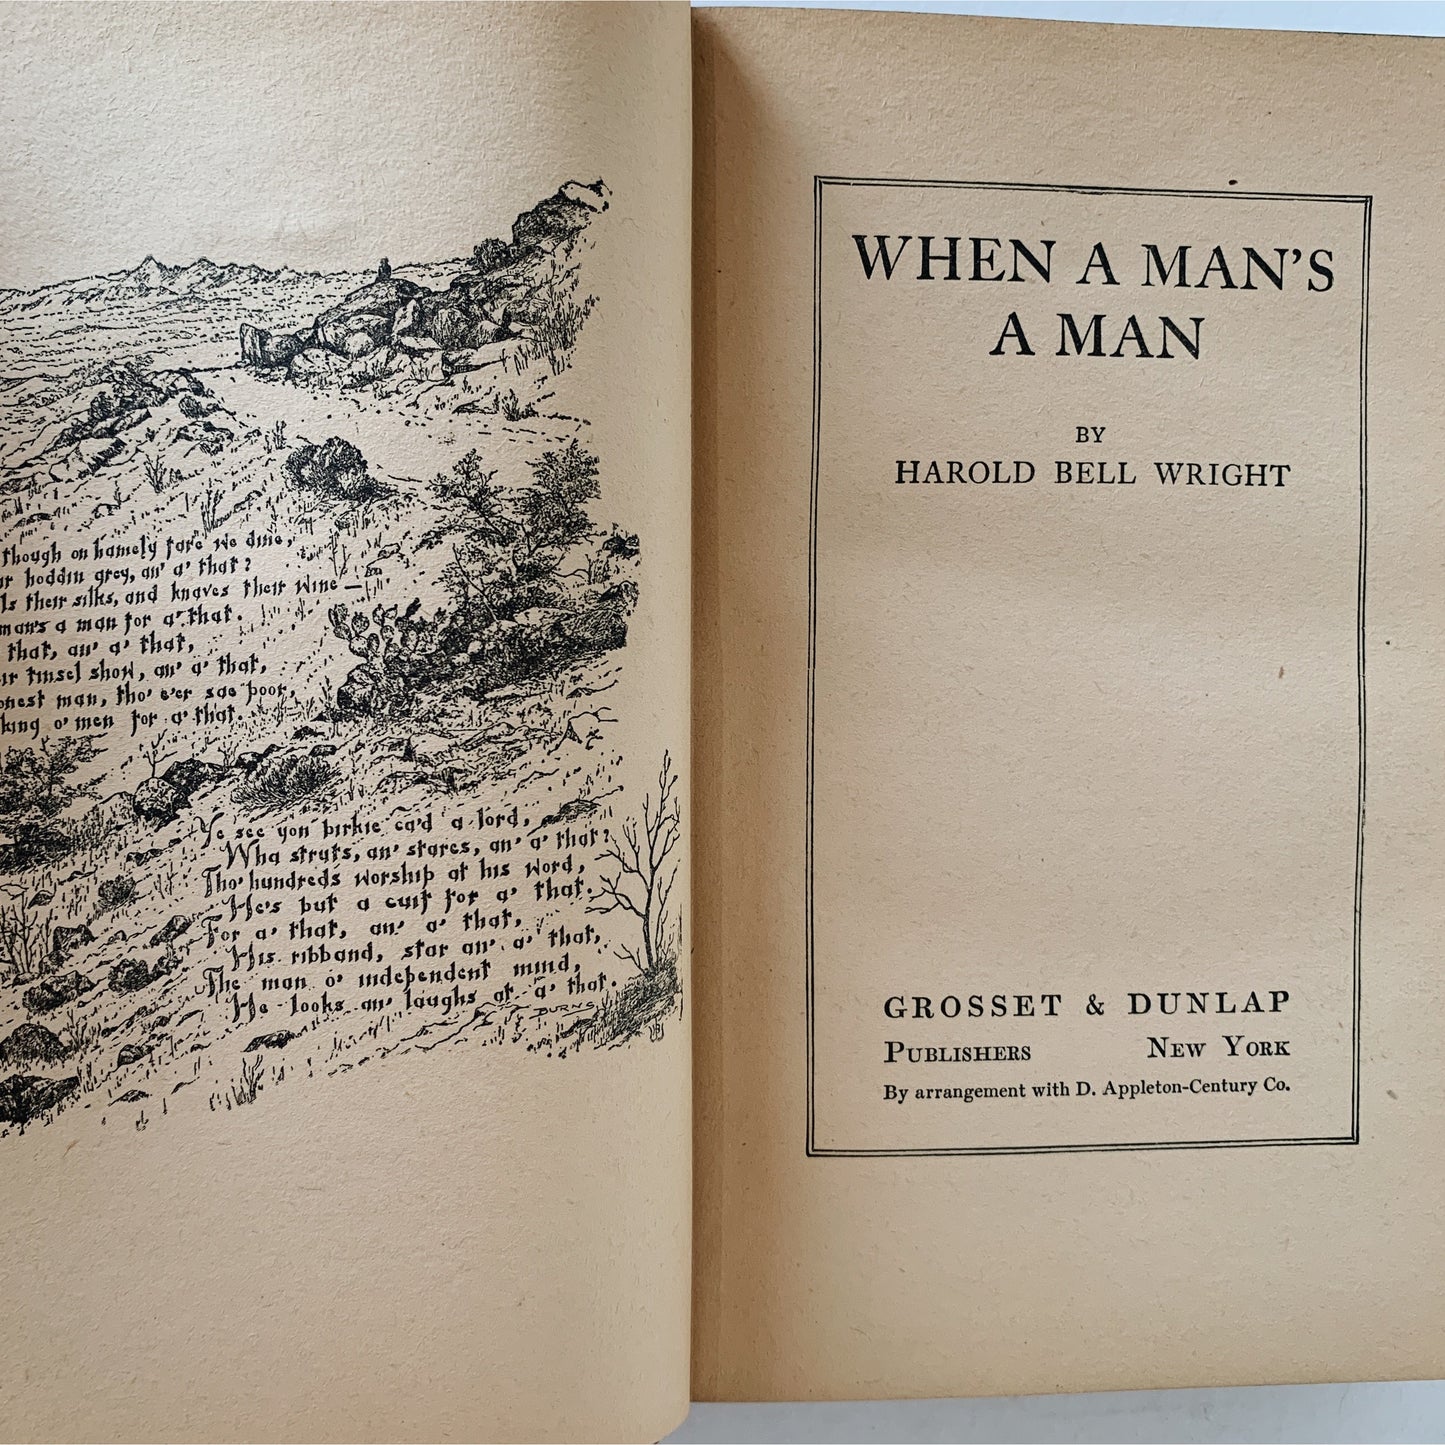 though on hamely fare we dine,
hoddin grey, an' a' that?
their silks, and knaves their wine—
man's a man for a' that.
that, an' a' that,
tinsel show, an' a' that,
man, tho' e'er sae poor,
king o' men for a' that.
Ye see yon birkie ca'd a lord,
Wha struts, an' stares, an' a' that?
Tho' hundreds worship at his word,
He's but a cuif for a' that.
For a' that, an' a' that,
His ribband, star an' a' that,
The man o' independent mind,
He looks an' laughs at a' that.
BURNS
WHEN A MAN'S
A MAN
BY
HAROLD BELL WRIGHT
GROSSET & DUNLAP
PUBLISHERS NEW YORK
By arrangement with D. Appleton-Century Co.